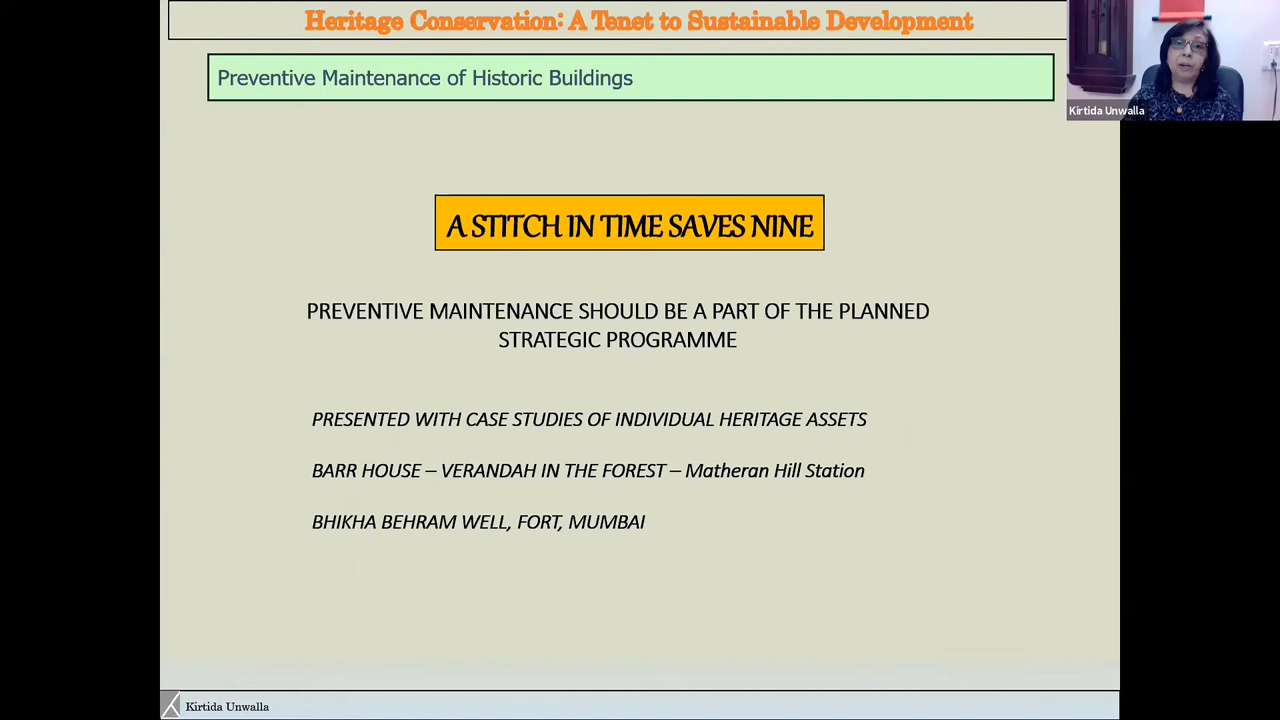 Heritage Conservation: A Tenet to Sustainable Development
Preventive Maintenance of Historic Buildings
Kirtida Unwalla
A STITCH IN TIME SAVES NINE
PREVENTIVE MAINTENANCE SHOULD BE A PART OF THE PLANNED
STRATEGIC PROGRAMME
PRESENTED WITH CASE STUDIES OF INDIVIDUAL HERITAGE ASSETS
BARR HOUSE – VERANDAH IN THE FOREST – Matheran Hill Station
BHIKHA BEHRAM WELL, FORT, MUMBAI
Kirtida Unwalla